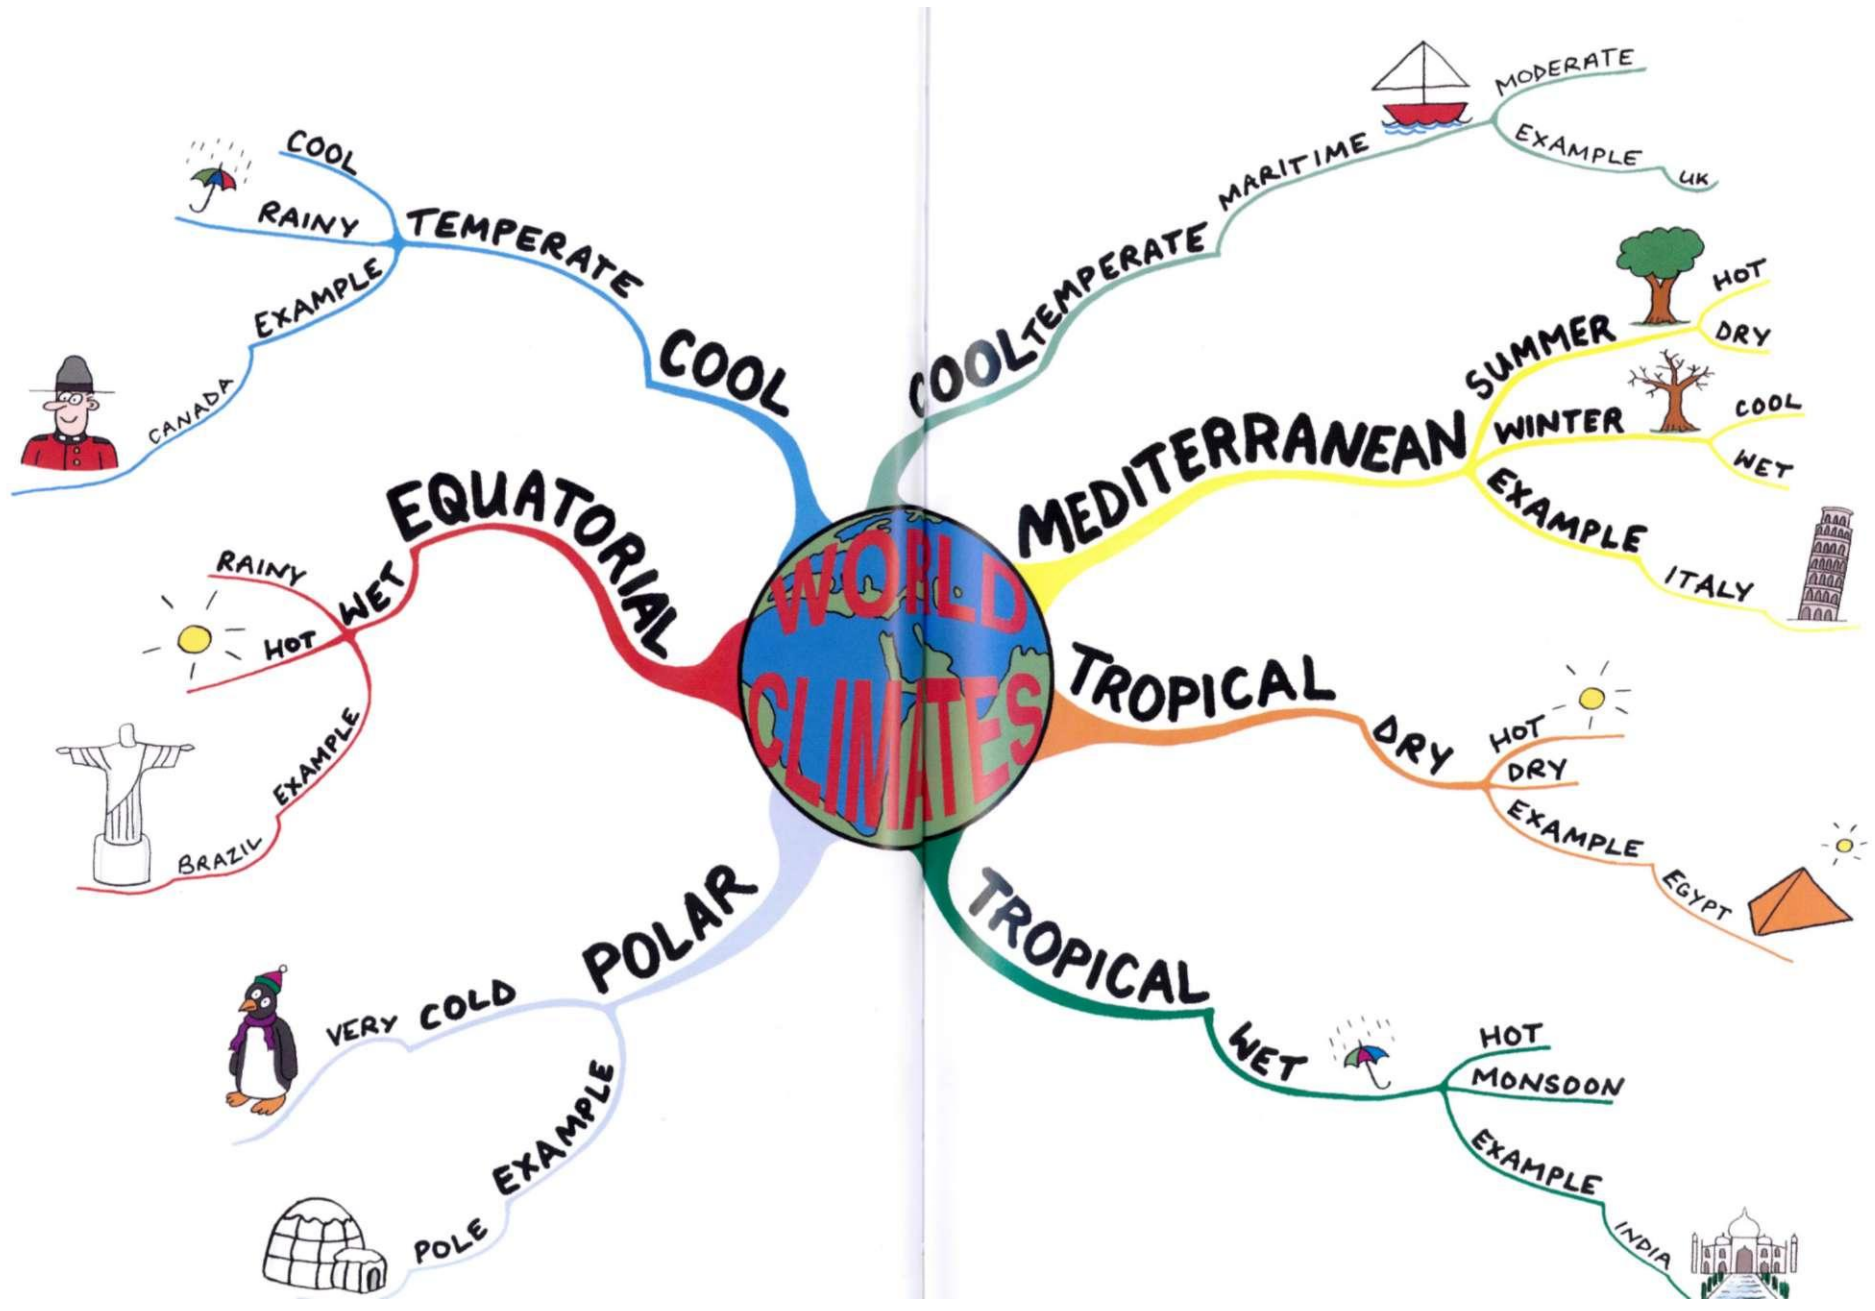 WORLD
CLIMATES
COOL TEMPERATE
MARITIME
MODERATE
EXAMPLE
UK
MEDITERRANEAN
SUMMER
HOT
DRY
WINTER
COOL
WET
EXAMPLE
ITALY
TROPICAL
DRY
HOT
DRY
EXAMPLE
EGYPT
TROPICAL
WET
HOT
MONSOON
EXAMPLE
INDIA
POLAR
VERY COLD
EXAMPLE
POLE
EQUATORIAL
WET
RAINY
HOT
EXAMPLE
BRAZIL
COOL
TEMPERATE
COOL
RAINY
EXAMPLE
CANADA